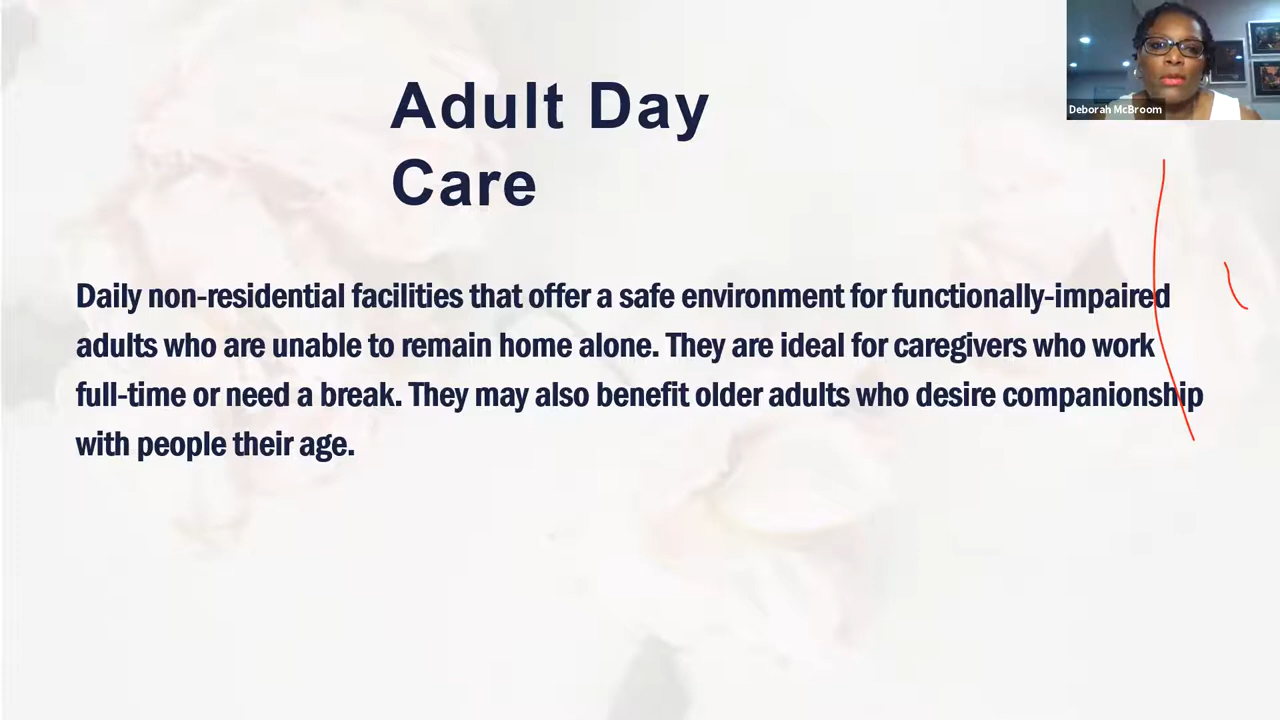 Adult Day
Care
Deborah McBroom
Daily non-residential facilities that offer a safe environment for functionally-impaired
adults who are unable to remain home alone. They are ideal for caregivers who work
full-time or need a break. They may also benefit older adults who desire companionship
with people their age.